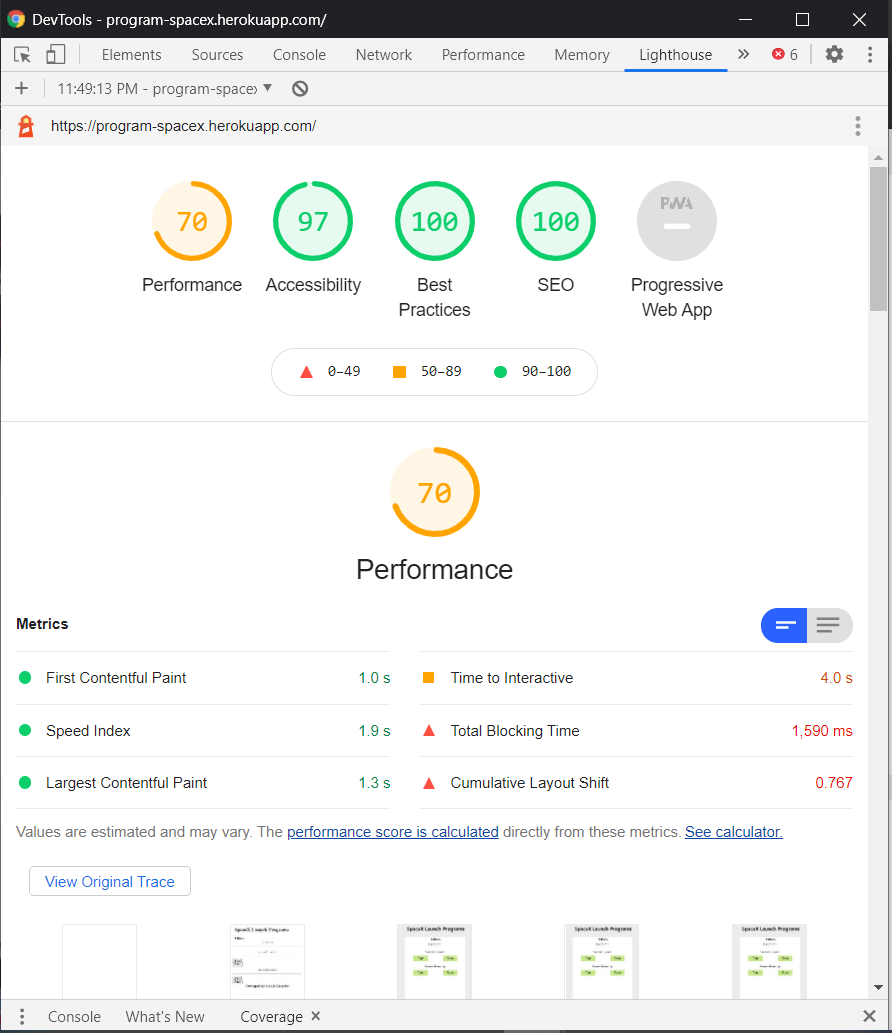 DevTools - program-spacex.herokuapp.com/
Elements Sources Console Network Performance Memory Lighthouse » 6
+ 11:49:13 PM - program-spacex
https://program-spacex.herokuapp.com/
70 97 100 100 PWA
Performance Accessibility Best Practices SEO Progressive Web App
0–49 50–89 90–100
70
Performance
Metrics
First Contentful Paint 1.0 s Time to Interactive 4.0 s
Speed Index 1.9 s Total Blocking Time 1,590 ms
Largest Contentful Paint 1.3 s Cumulative Layout Shift 0.767
Values are estimated and may vary. The performance score is calculated directly from these metrics. See calculator.
View Original Trace
SpaceX Launch Programs SpaceX Launch Programs SpaceX Launch Programs SpaceX Launch Programs
Console What's New Coverage ×